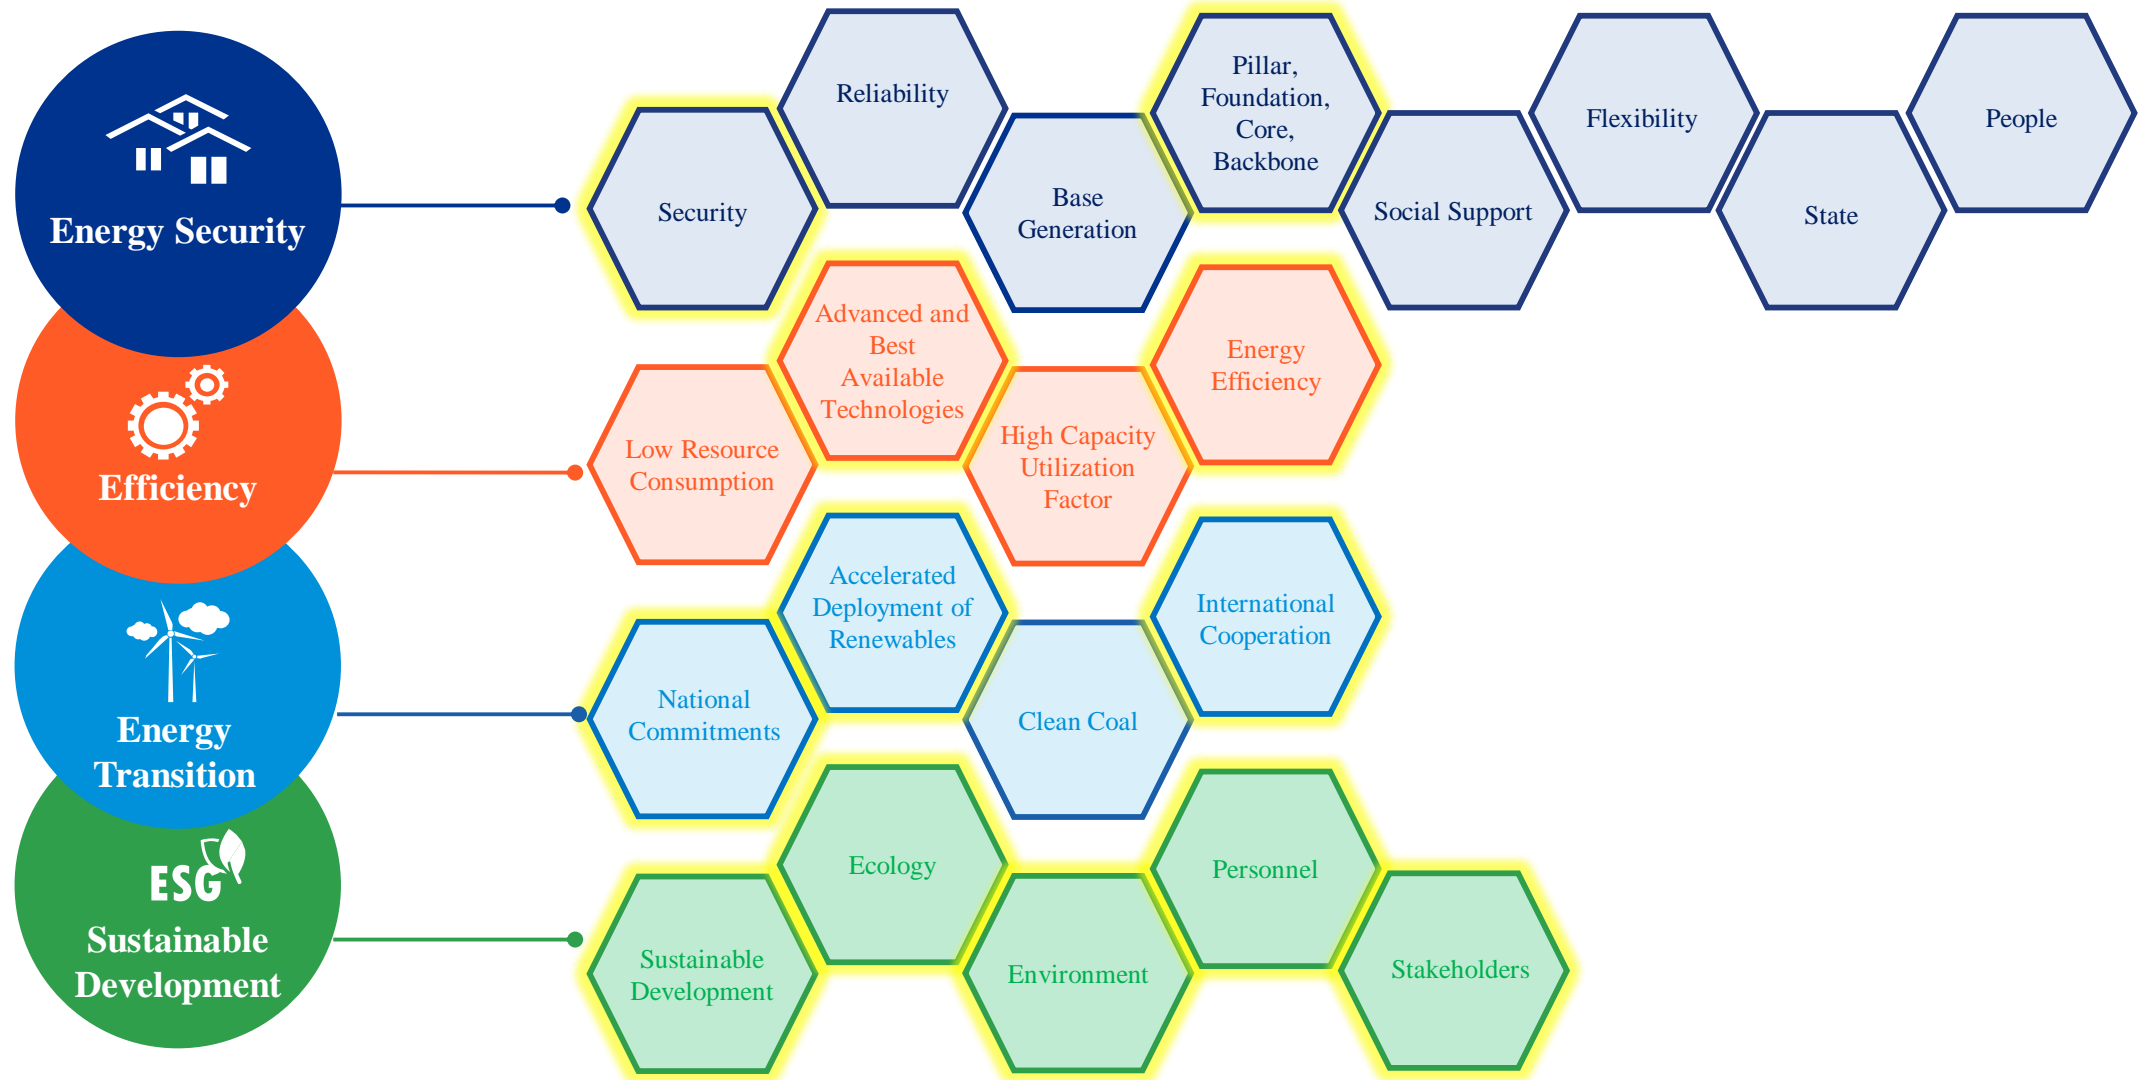 Energy Security
Security
Reliability
Base
Generation
Pillar,
Foundation,
Core,
Backbone
Social Support
Flexibility
State
People
Efficiency
Low Resource
Consumption
Advanced and
Best
Available
Technologies
High Capacity
Utilization
Factor
Energy
Efficiency
Energy
Transition
National
Commitments
Accelerated
Deployment of
Renewables
Clean Coal
International
Cooperation
ESG
Sustainable
Development
Sustainable
Development
Ecology
Environment
Personnel
Stakeholders